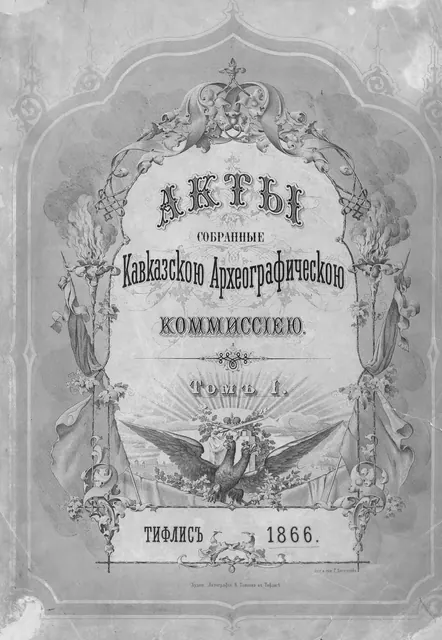 АКТЫ
СОБРАННЫЕ
Кавказскою Археографическою
КОММИССІЕЮ.
Томъ I.
ТИФЛИСЪ 1866.